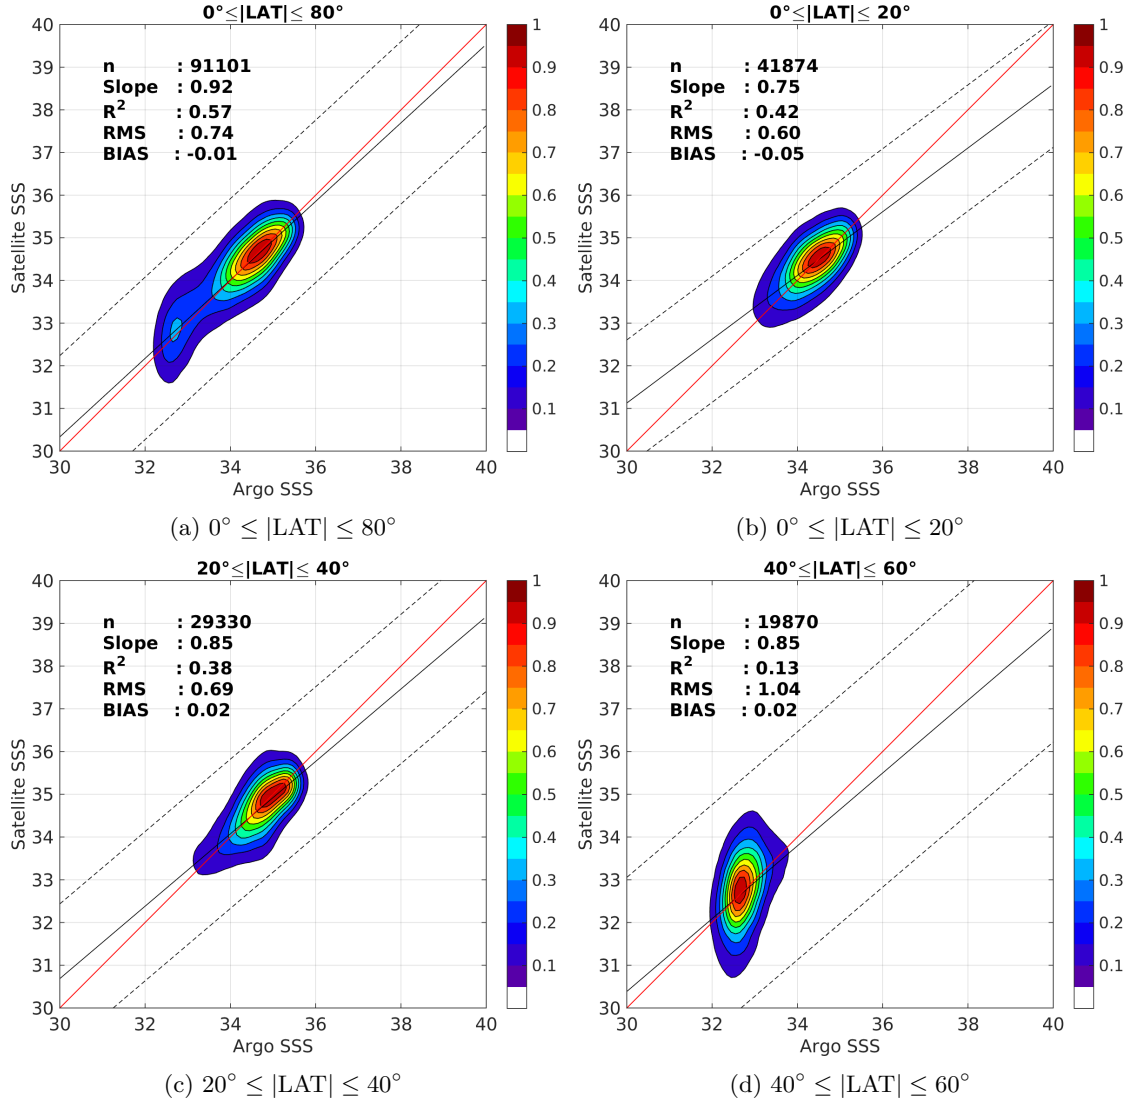 0°≤|LAT|≤ 80°
40
39
38
37
36
35
34
33
32
31
30
Satellite SSS
n : 91101
Slope : 0.92
R² : 0.57
RMS : 0.74
BIAS : -0.01
30 32 34 36 38 40
Argo SSS
1
0.9
0.8
0.7
0.6
0.5
0.4
0.3
0.2
0.1
(a) 0° ≤ |LAT| ≤ 80°
0°≤|LAT|≤ 20°
40
39
38
37
36
35
34
33
32
31
30
Satellite SSS
n : 41874
Slope : 0.75
R² : 0.42
RMS : 0.60
BIAS : -0.05
30 32 34 36 38 40
Argo SSS
1
0.9
0.8
0.7
0.6
0.5
0.4
0.3
0.2
0.1
(b) 0° ≤ |LAT| ≤ 20°
20°≤|LAT|≤ 40°
40
39
38
37
36
35
34
33
32
31
30
Satellite SSS
n : 29330
Slope : 0.85
R² : 0.38
RMS : 0.69
BIAS : 0.02
30 32 34 36 38 40
Argo SSS
1
0.9
0.8
0.7
0.6
0.5
0.4
0.3
0.2
0.1
(c) 20° ≤ |LAT| ≤ 40°
40°≤|LAT|≤ 60°
40
39
38
37
36
35
34
33
32
31
30
Satellite SSS
n : 19870
Slope : 0.85
R² : 0.13
RMS : 1.04
BIAS : 0.02
30 32 34 36 38 40
Argo SSS
1
0.9
0.8
0.7
0.6
0.5
0.4
0.3
0.2
0.1
(d) 40° ≤ |LAT| ≤ 60°